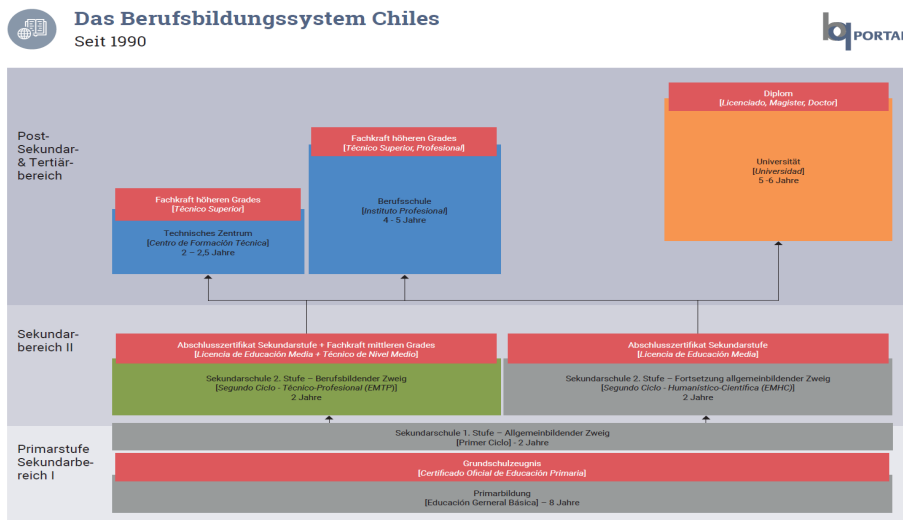 Das Berufsbildungssystem Chiles
Seit 1990
bq PORTAL
Post-
Sekundar-
& Tertiär-
bereich
Diplom
[Licenciado, Magister, Doctor]
Universität
[Universidad]
5 -6 Jahre
Fachkraft höheren Grades
[Técnico Superior, Profesional]
Berufsschule
[Instituto Profesional]
4 - 5 Jahre
Fachkraft höheren Grades
[Técnico Superior]
Technisches Zentrum
[Centro de Formación Técnica]
2 – 2,5 Jahre
Sekundar-
bereich II
Abschlusszertifikat Sekundarstufe + Fachkraft mittleren Grades
[Licencia de Educación Media + Técnico de Nivel Medio]
Sekundarschule 2. Stufe – Berufsbildender Zweig
[Segundo Ciclo - Técnico-Profesional (EMTP)]
2 Jahre
Abschlusszertifikat Sekundarstufe
[Licencia de Educación Media]
Sekundarschule 2. Stufe – Fortsetzung allgemeinbildender Zweig
[Segundo Ciclo - Humanístico-Científica (EMHC)]
2 Jahre
Primarstufe
Sekundarbe-
reich I
Sekundarschule 1. Stufe – Allgemeinbildender Zweig
[Primer Ciclo] - 2 Jahre
Grundschulzeugnis
[Certificado Oficial de Educación Primaria]
Primarbildung
[Educación Gerneral Básica] – 8 Jahre